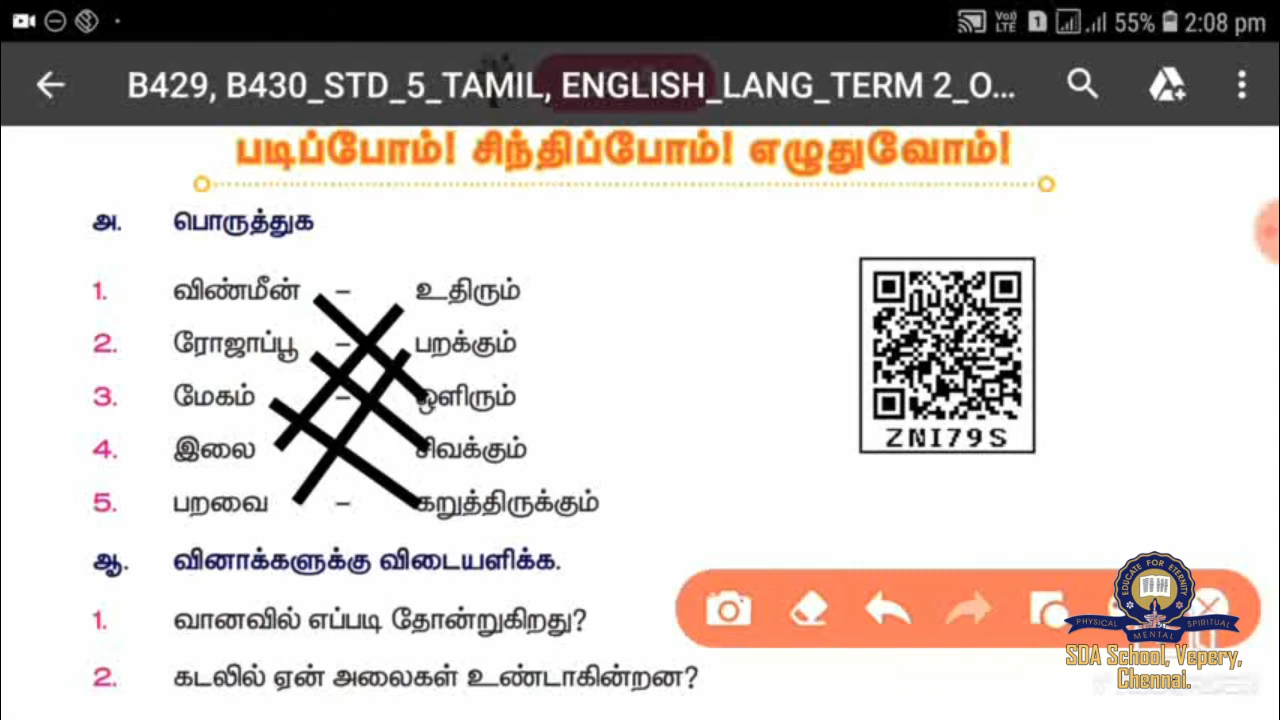 55% 2:08 pm
B429, B430_STD_5_TAMIL, ENGLISH_LANG_TERM 2_O...
படிப்போம்! சிந்திப்போம்! எழுதுவோம்!
அ. பொருத்துக
1. விண்மீன் – உதிரும்
2. ரோஜாப்பூ – பறக்கும்
3. மேகம் – ஒளிரும்
4. இலை சிவக்கும்
5. பறவை – கறுத்திருக்கும்
ZNI79S
ஆ. வினாக்களுக்கு விடையளிக்க.
1. வானவில் எப்படி தோன்றுகிறது?
2. கடலில் ஏன் அலைகள் உண்டாகின்றன?
EDUCATE FOR ETERNITY
PHYSICAL MENTAL SPIRITUAL
SDA School, Vepery,
Chennai.